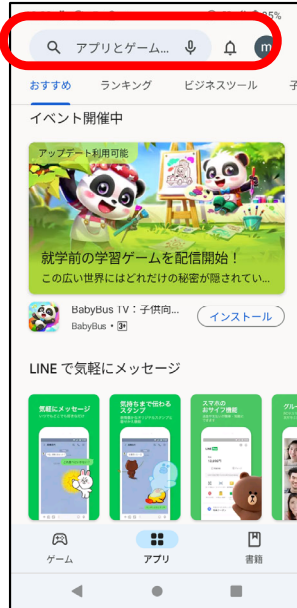 85%
アプリとゲーム...
m
おすすめ
ランキング
ビジネスツール
子
イベント開催中
アップデート利用可能
就学前の学習ゲームを配信開始！
この広い世界にはどれだけの秘密が隠されてい...
BabyBus TV：子供向...
BabyBus • 3+
インストール
LINE で気軽にメッセージ
気軽にメッセージ
気持ちまで伝わる
スタンプ
スマホの
おサイフ機能
グル
ゲーム
アプリ
書籍